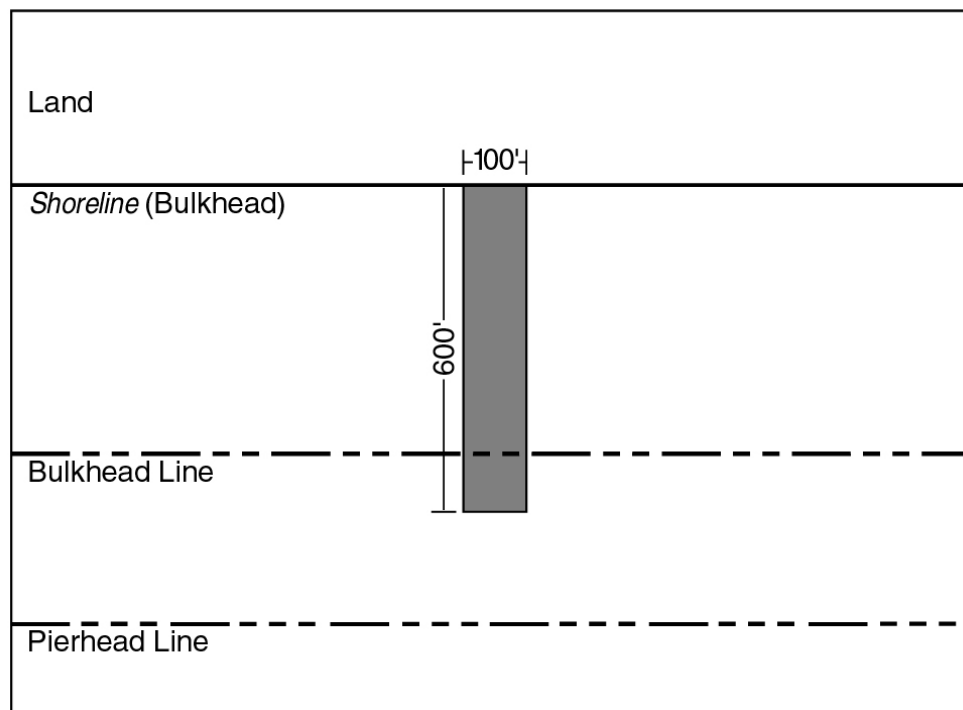 Land
100'
Shoreline (Bulkhead)
600'
Bulkhead Line
Pierhead Line